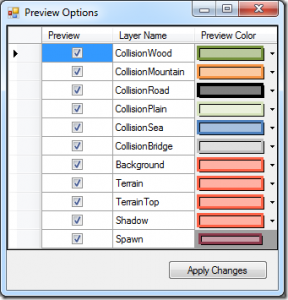 Preview Options
Preview Layer Name Preview Color
CollisionWood
CollisionMountain
CollisionRoad
CollisionPlain
CollisionSea
CollisionBridge
Background
Terrain
TerrainTop
Shadow
Spawn
Apply Changes